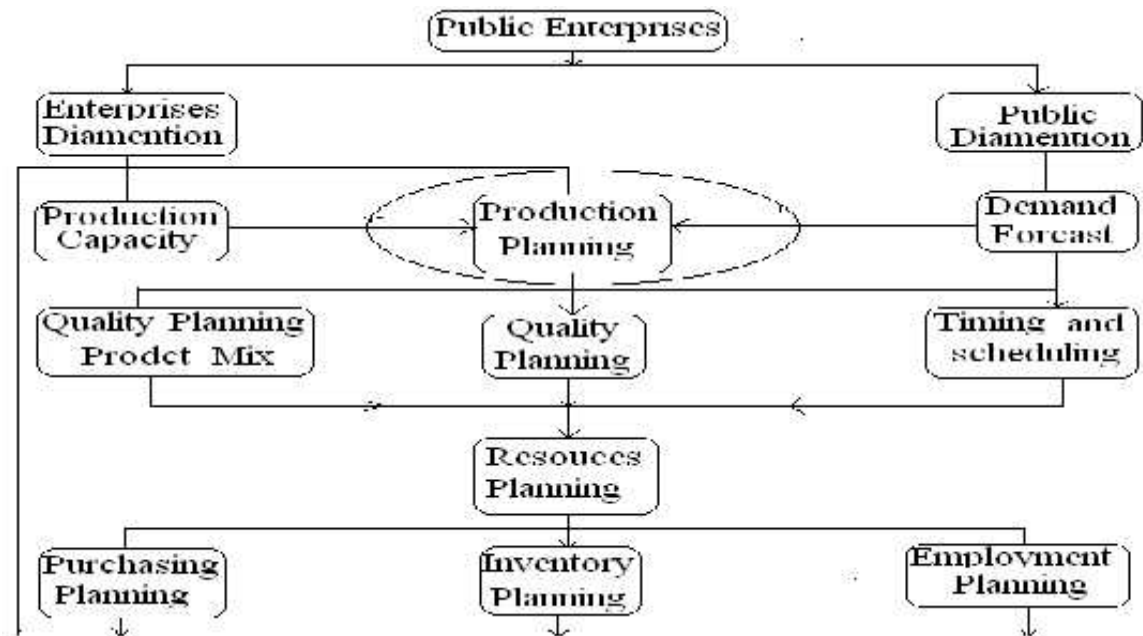 Public Enterprises
Enterprises
Diamention
Public
Diamention
Production
Capacity
Production
Planning
Demand
Forcast
Quality Planning
Prodct Mix
Quality
Planning
Timing and
scheduling
Resouces
Planning
Purchasing
Planning
Inventory
Planning
Employment
Planning